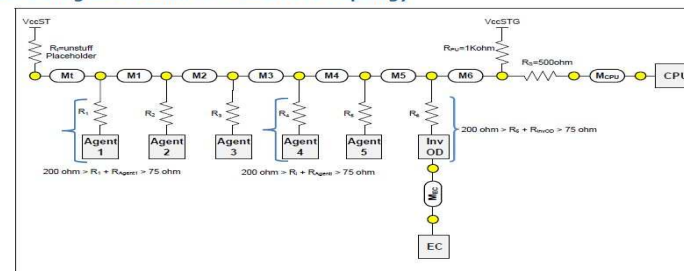 VccST
VccSTG
Rt=unstuff
Placeholder
RPU=1Kohm
RS=500ohm
Mt
M1
M2
M3
M4
M5
M6
MCPU
CPU
R1
R2
R3
R4
R5
R6
Agent
1
Agent
2
Agent
3
Agent
4
Agent
5
Inv
OD
200 ohm > R6 + RInvOD > 75 ohm
200 ohm > R1 + RAgent1 > 75 ohm
200 ohm > Ri + RAgenti > 75 ohm
MEC
EC